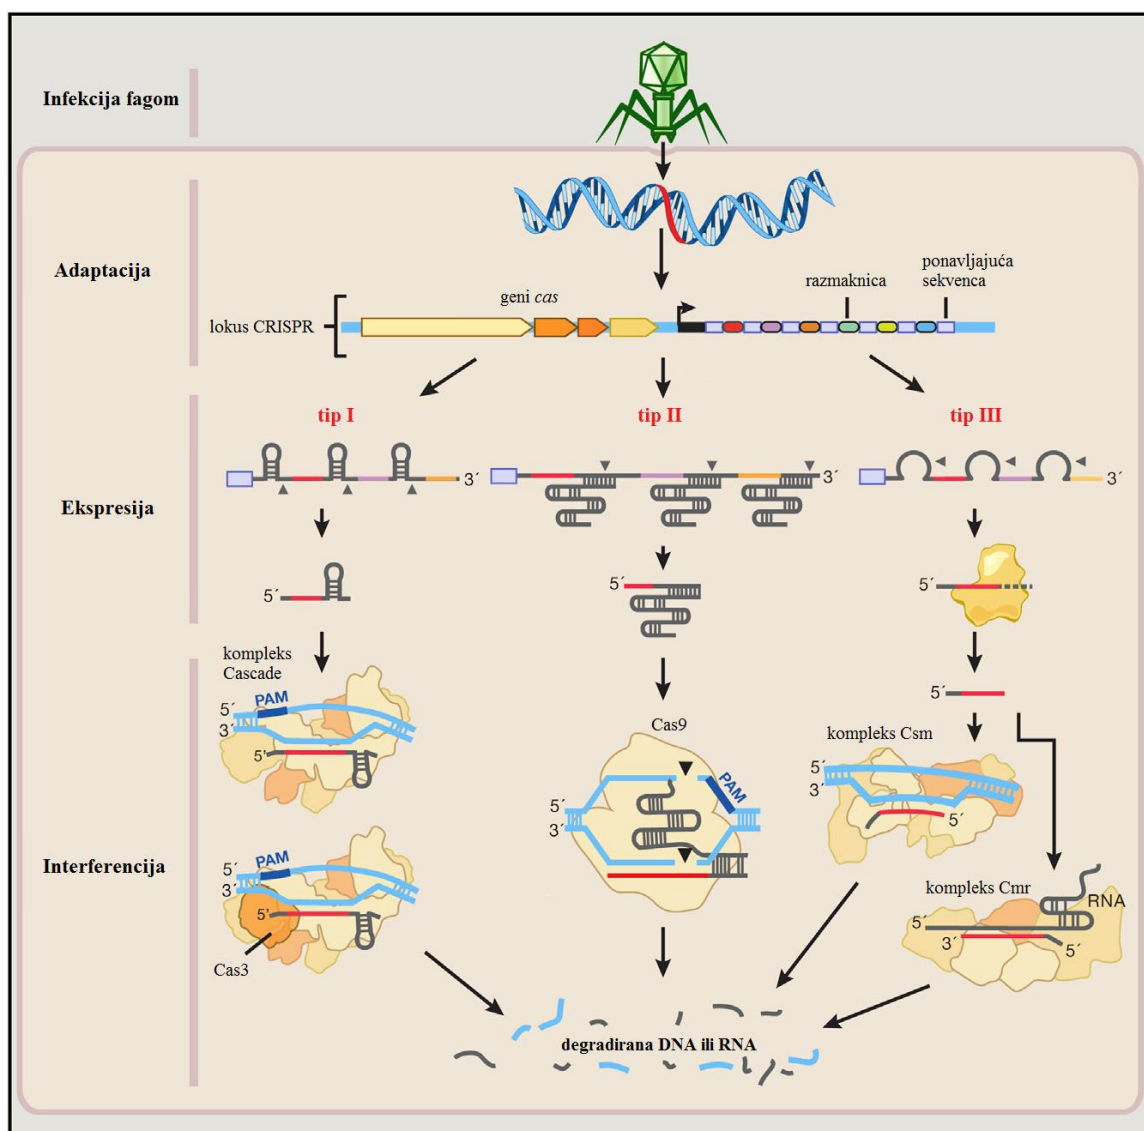 Infekcija fagom
Adaptacija
ponavljajuća
sekvenca
razmaknica
geni cas
lokus CRISPR
tip I
tip II
tip III
3´
3´
3´
Ekspresija
5´
5´
5´
5´
kompleks
Cascade
PAM
5´
3´
5’
Cas9
PAM
5´
3´
kompleks Csm
5´
3´
5´
Interferencija
PAM
5´
3´
5’
Cas3
kompleks Cmr
RNA
5´
3´
5´
degradirana DNA ili RNA